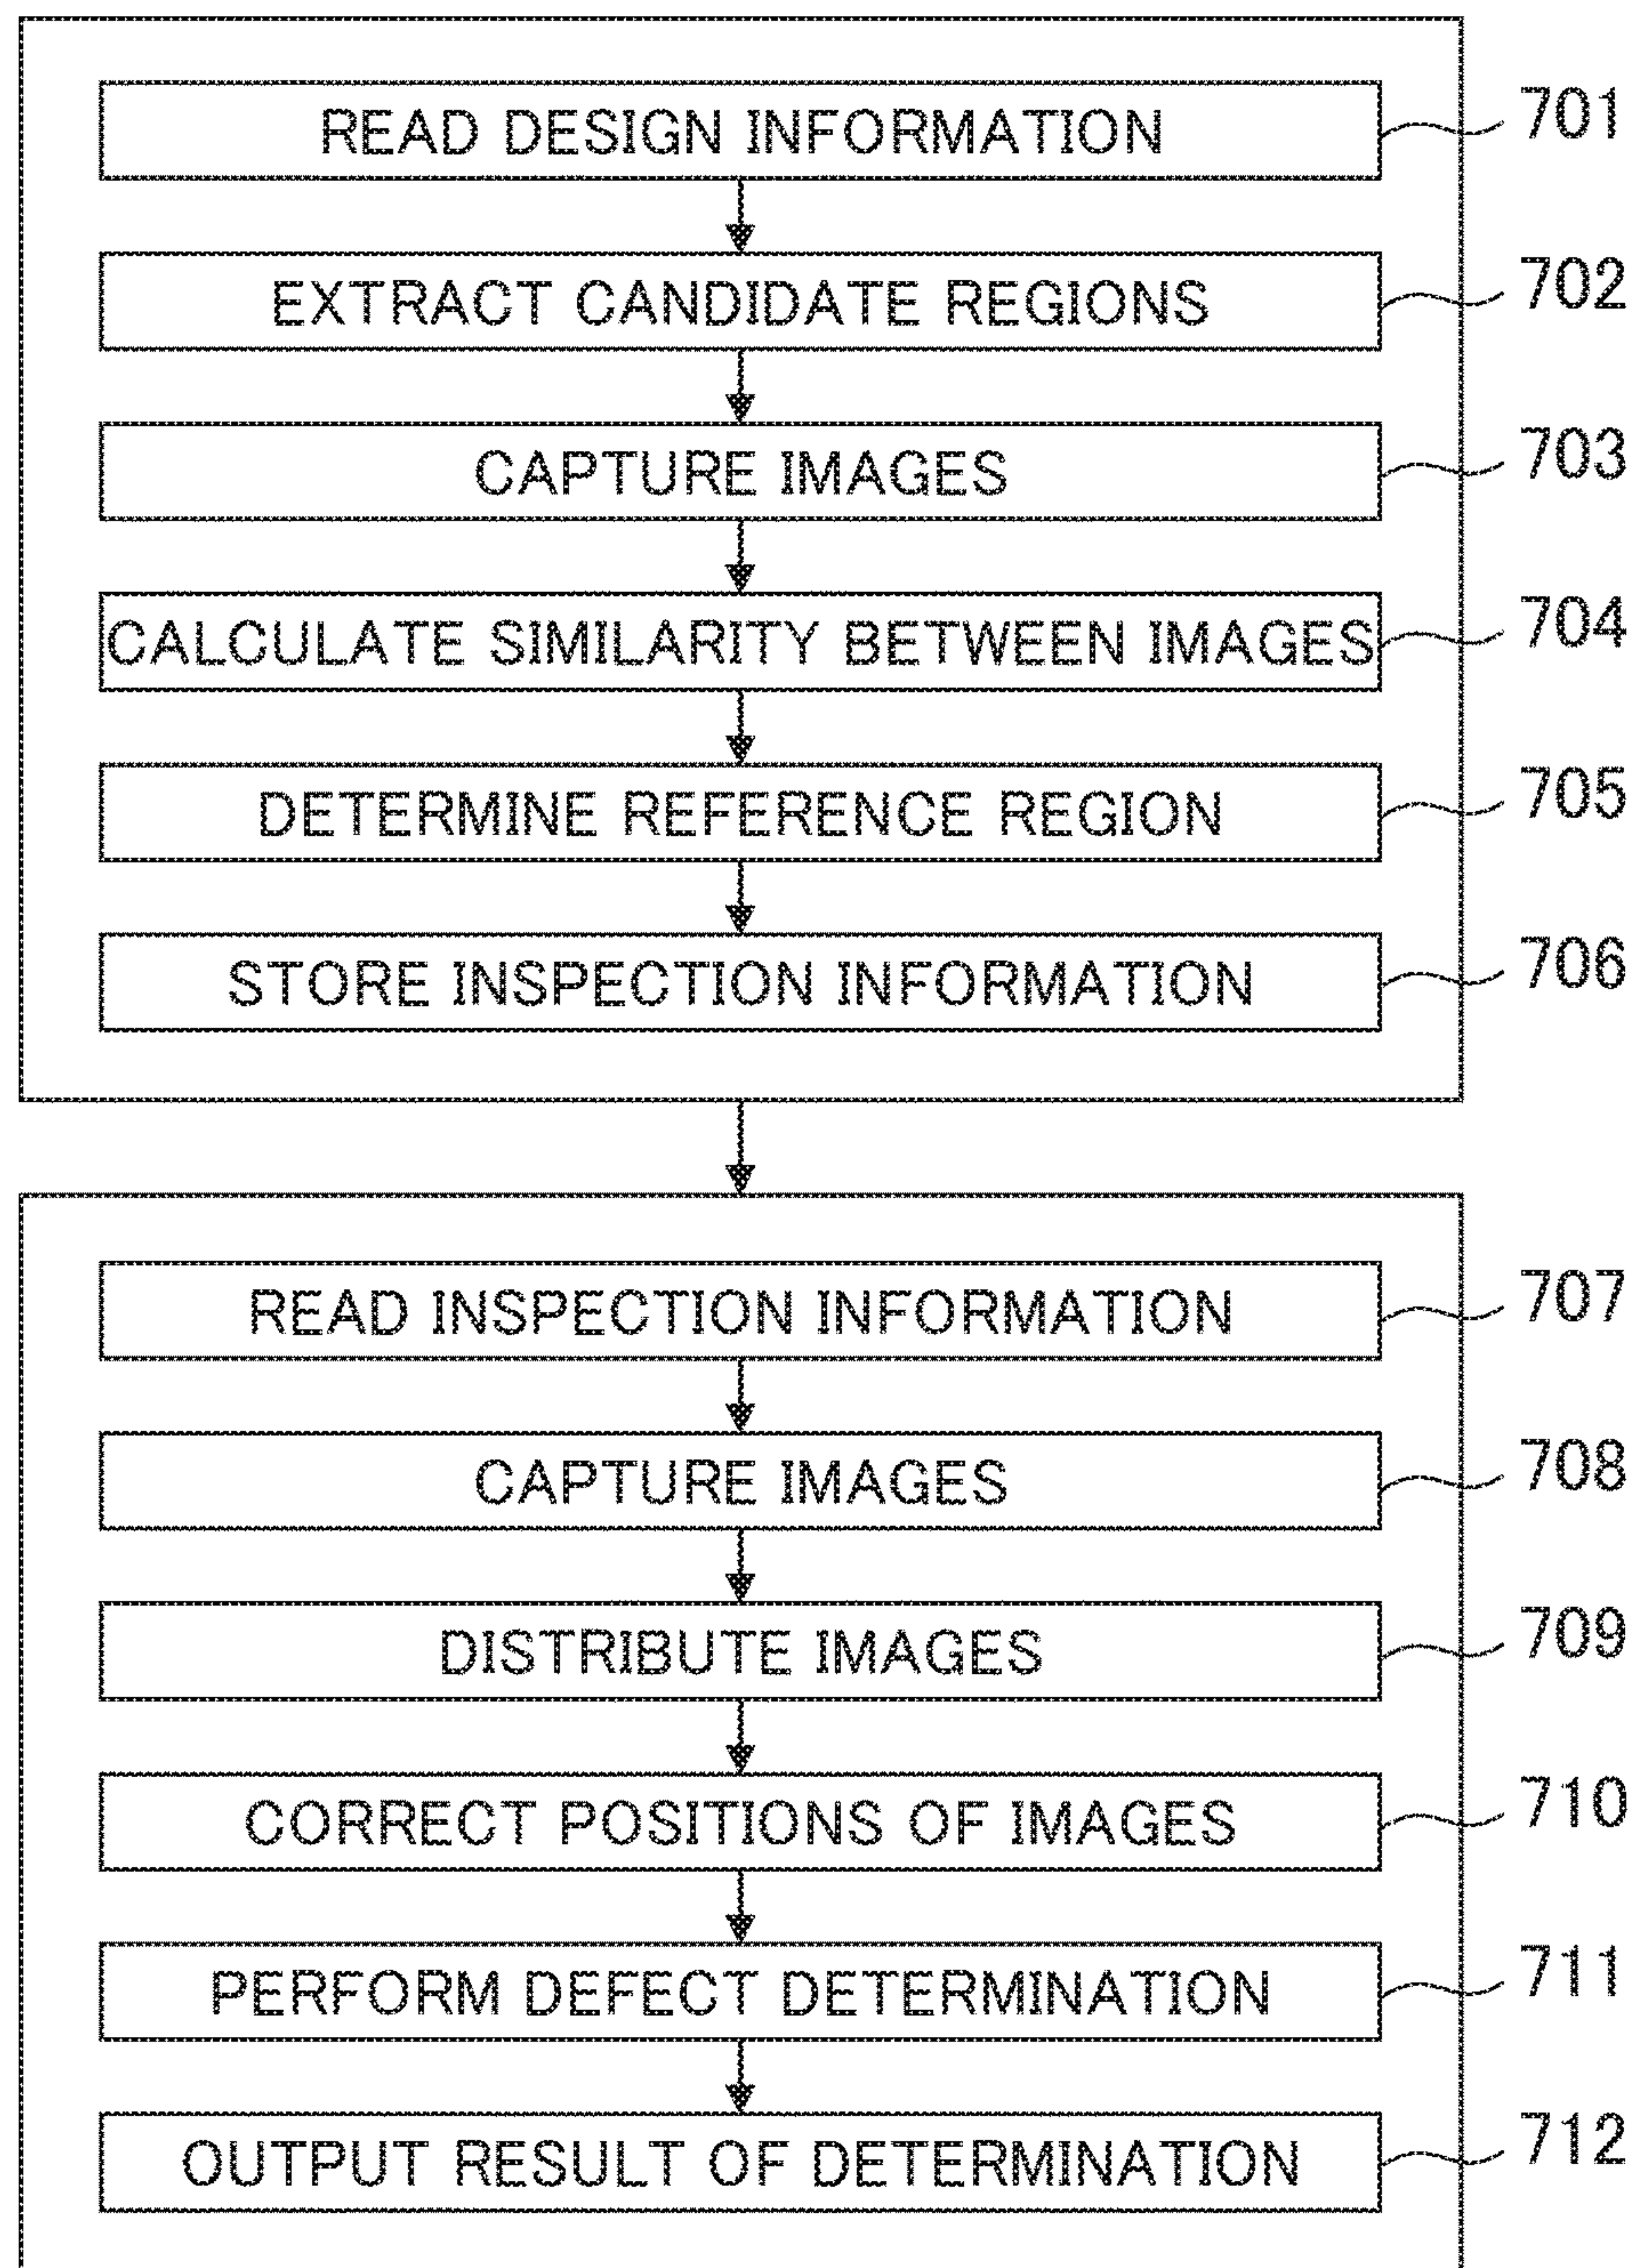 READ DESIGN INFORMATION 701
EXTRACT CANDIDATE REGIONS 702
CAPTURE IMAGES 703
CALCULATE SIMILARITY BETWEEN IMAGES 704
DETERMINE REFERENCE REGION 705
STORE INSPECTION INFORMATION 706
READ INSPECTION INFORMATION 707
CAPTURE IMAGES 708
DISTRIBUTE IMAGES 709
CORRECT POSITIONS OF IMAGES 710
PERFORM DEFECT DETERMINATION 711
OUTPUT RESULT OF DETERMINATION 712